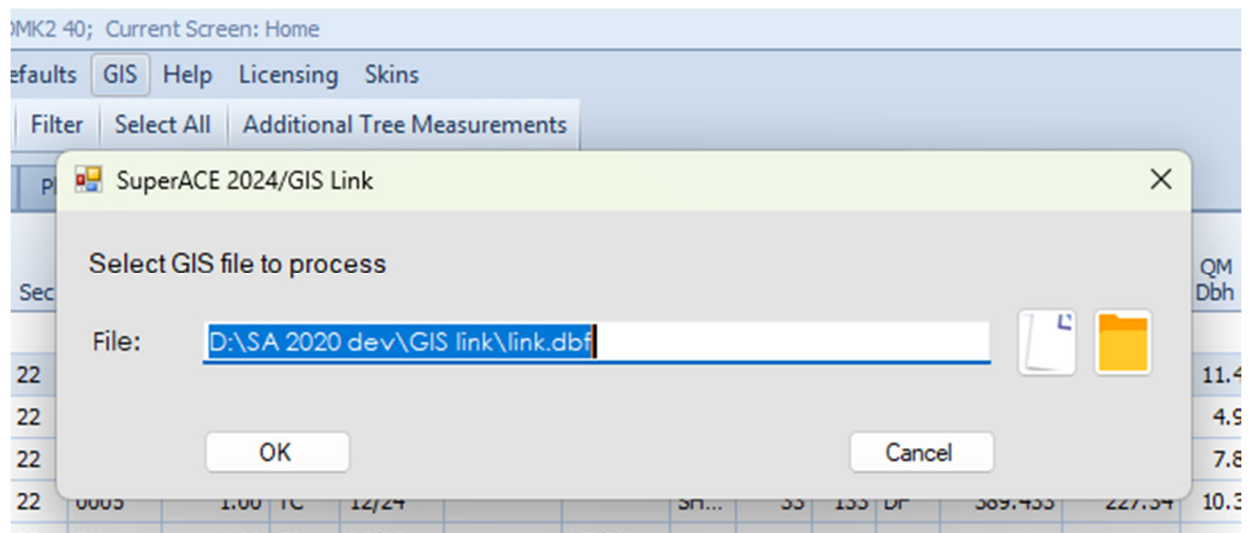 OMK2 40; Current Screen: Home
efaults GIS Help Licensing Skins
Filter Select All Additional Tree Measurements
SuperACE 2024/GIS Link
Select GIS file to process
QM
Sec Dbh
File: D:\SA 2020 dev\GIS link\link.dbf
22 11.4
22 4.9
22 OK Cancel 7.8
22 0005 1.00 TC 12/24 SH... 33 133 DF 389.433 227.34 10.3